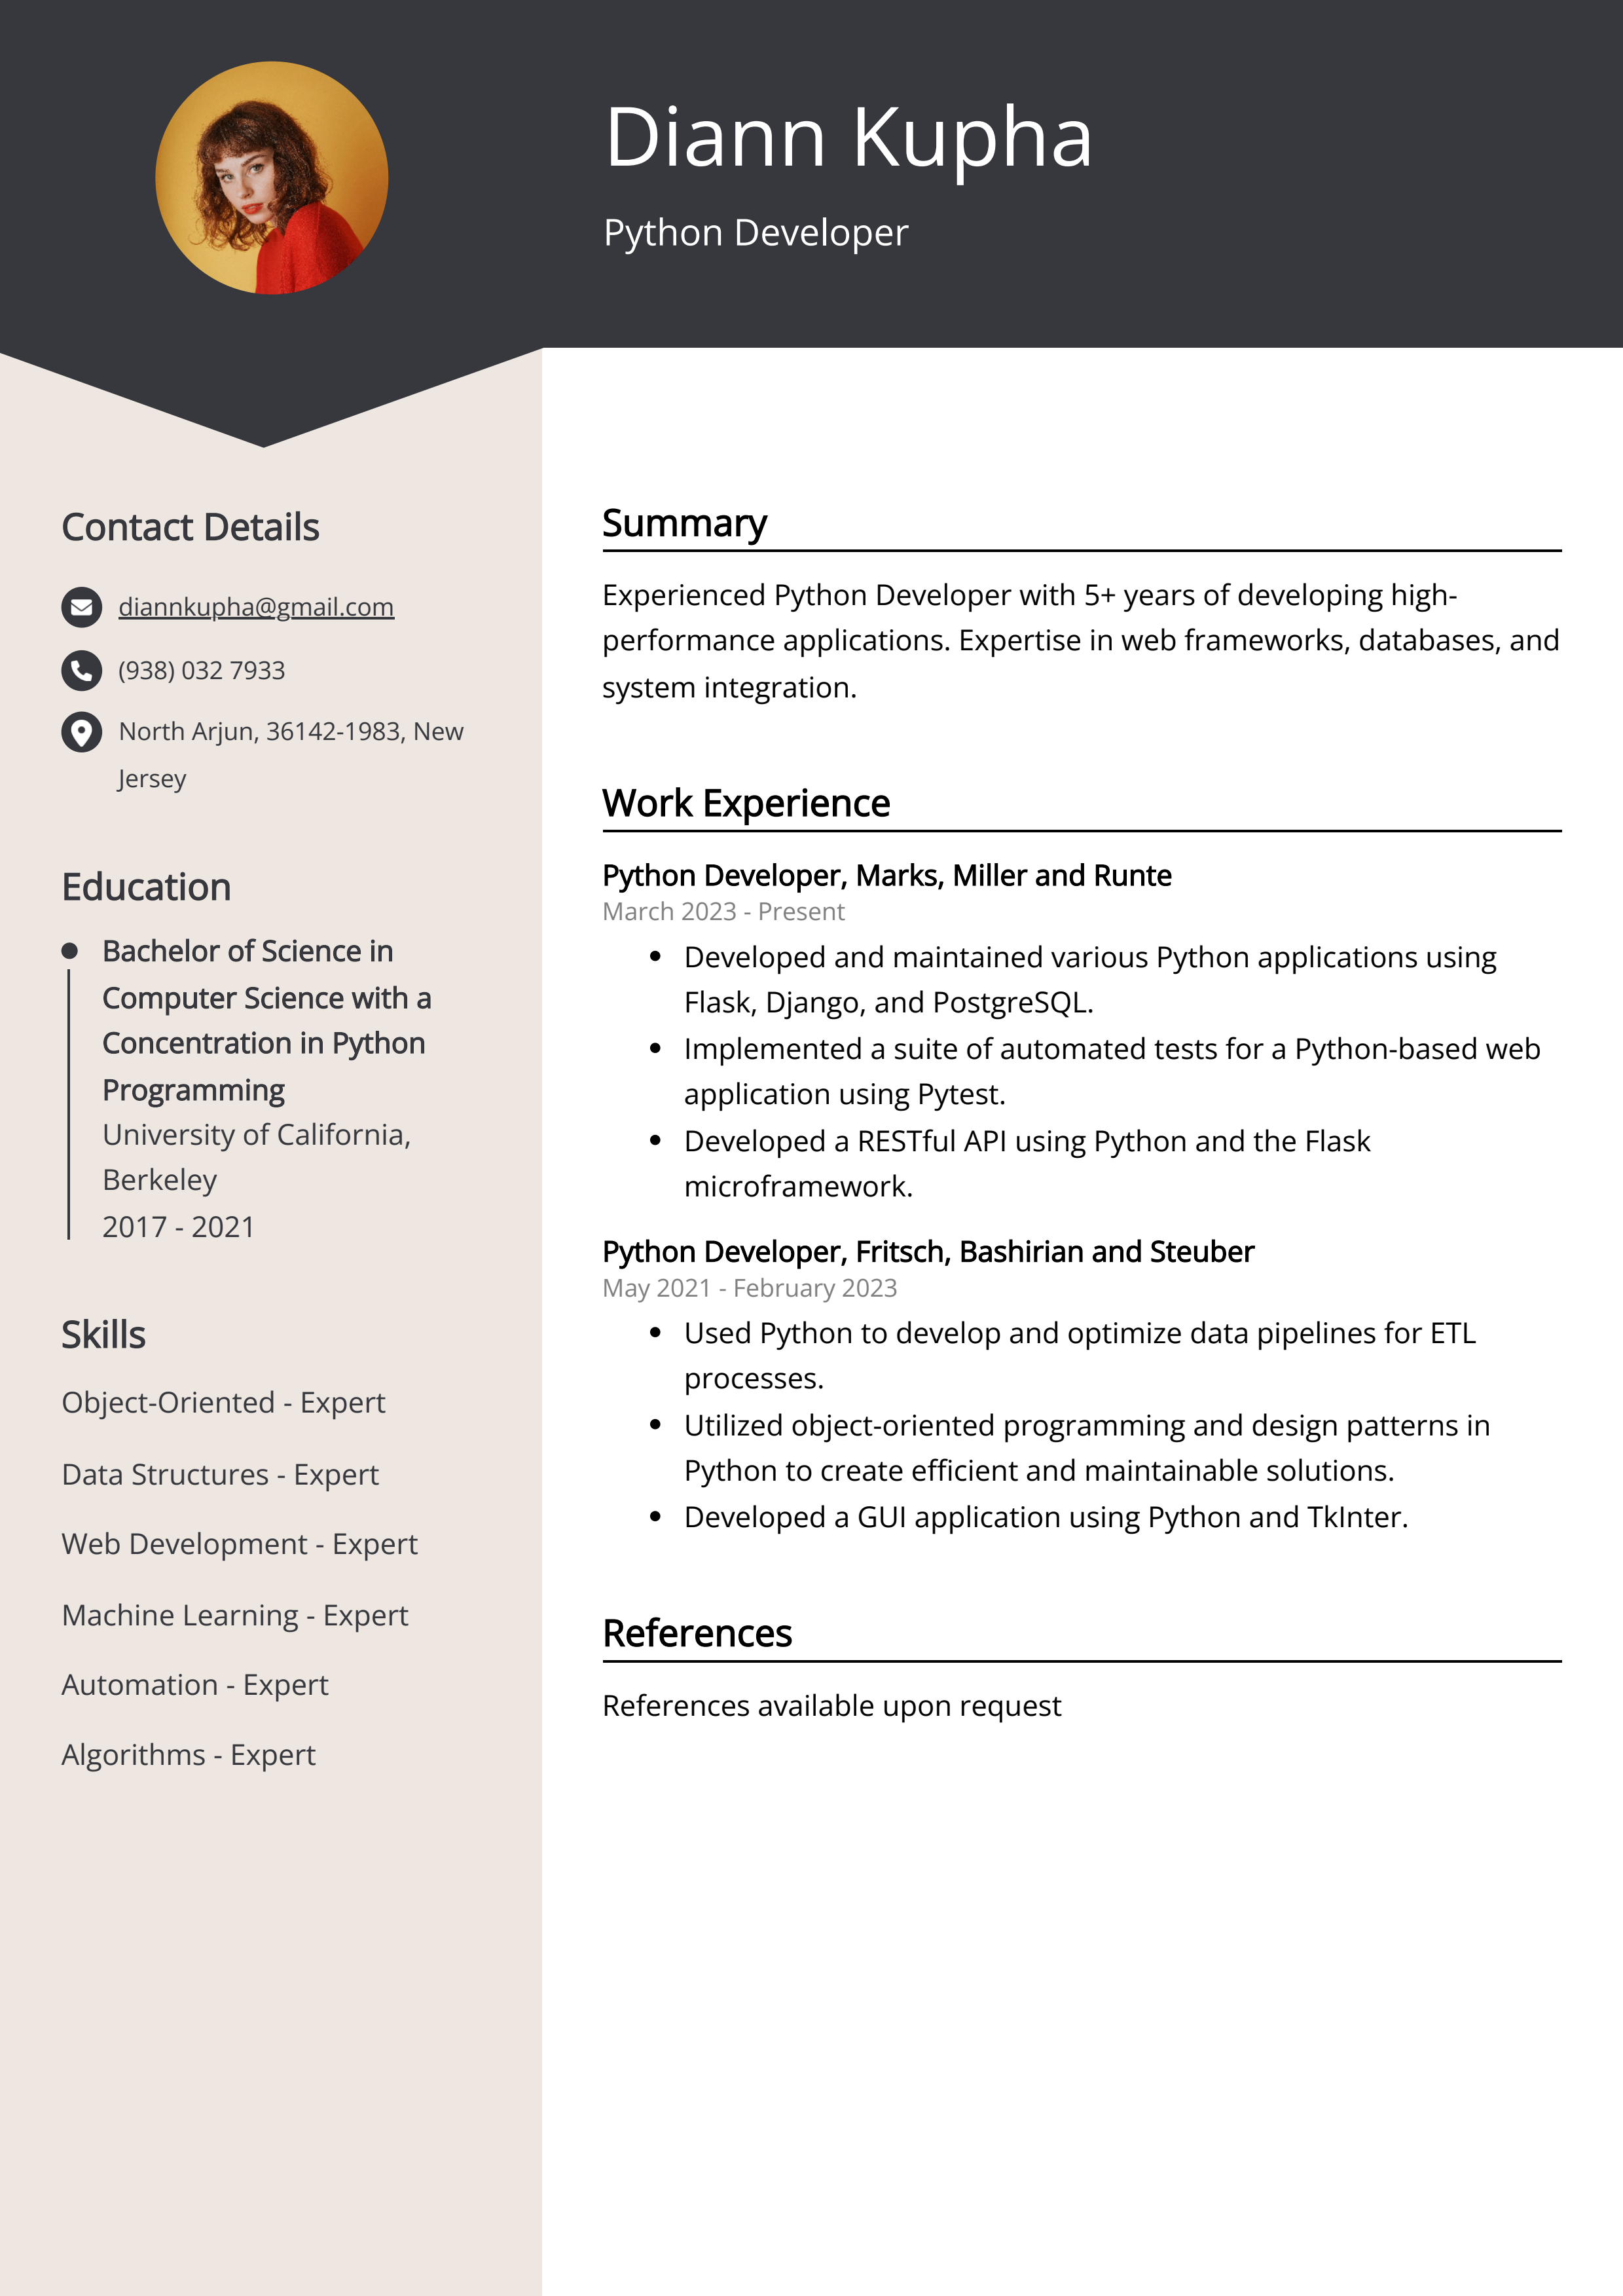 Diann Kupha
Python Developer
Contact Details
diannkupha@gmail.com
(938) 032 7933
North Arjun, 36142-1983, New
Jersey
Education
Bachelor of Science in
Computer Science with a
Concentration in Python
Programming
University of California,
Berkeley
2017 - 2021
Skills
Object-Oriented - Expert
Data Structures - Expert
Web Development - Expert
Machine Learning - Expert
Automation - Expert
Algorithms - Expert
Summary
Experienced Python Developer with 5+ years of developing high-
performance applications. Expertise in web frameworks, databases, and
system integration.
Work Experience
Python Developer, Marks, Miller and Runte
March 2023 - Present
• Developed and maintained various Python applications using
Flask, Django, and PostgreSQL.
• Implemented a suite of automated tests for a Python-based web
application using Pytest.
• Developed a RESTful API using Python and the Flask
microframework.
Python Developer, Fritsch, Bashirian and Steuber
May 2021 - February 2023
• Used Python to develop and optimize data pipelines for ETL
processes.
• Utilized object-oriented programming and design patterns in
Python to create efficient and maintainable solutions.
• Developed a GUI application using Python and TkInter.
References
References available upon request